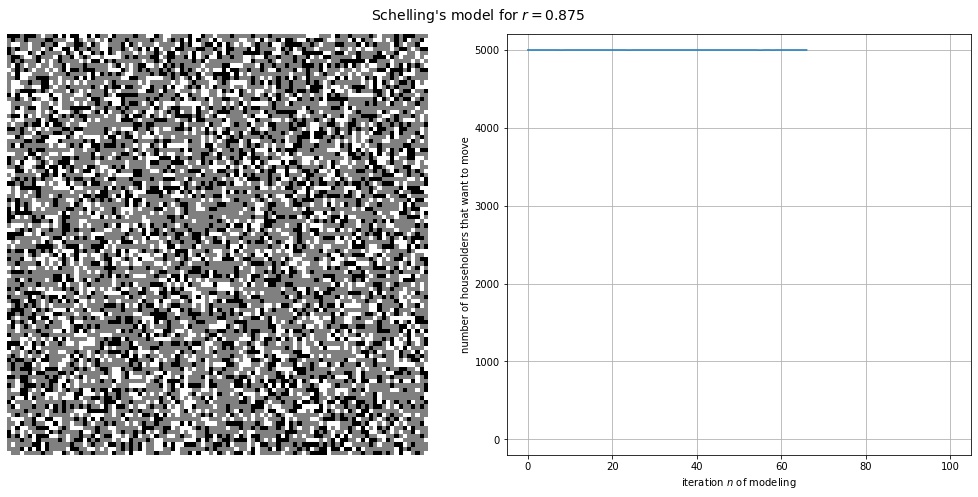 Schelling's model for r = 0.875
number of householders that want to move
5000
4000
3000
2000
1000
0
0 20 40 60 80 100
iteration n of modeling